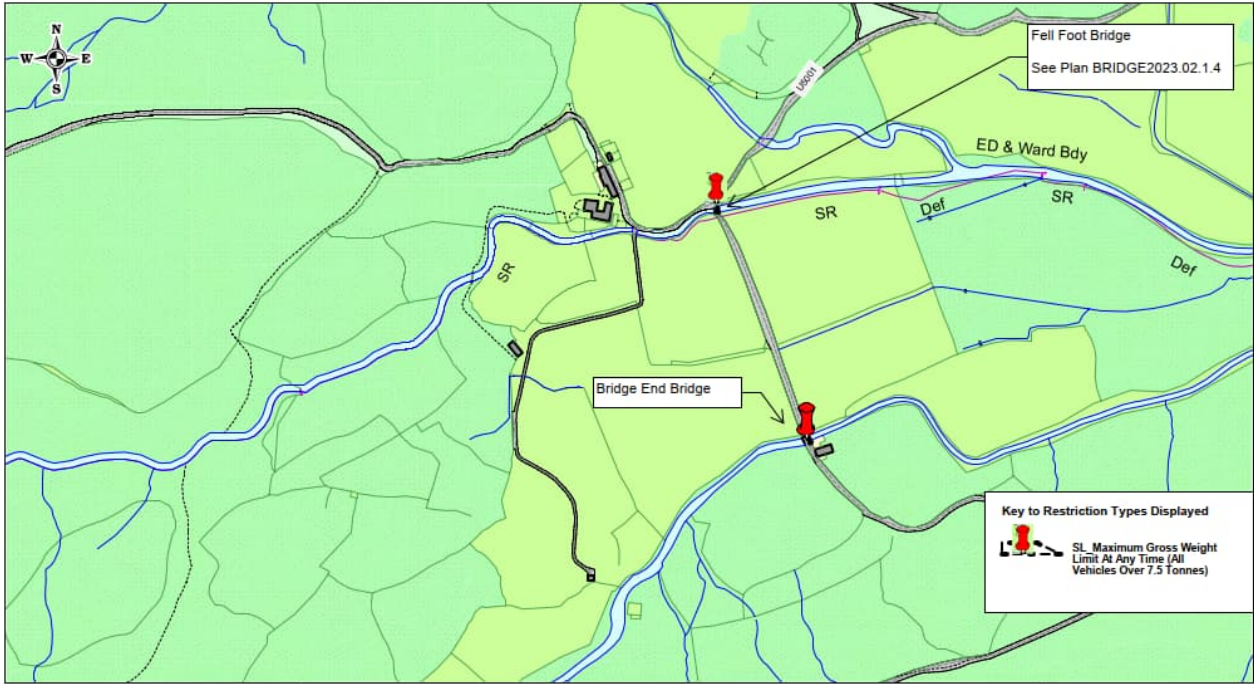 N
W E
S
Fell Foot Bridge
See Plan BRIDGE2023.02.1.4
U5001
ED & Ward Bdy
SR
Def
SR
Def
SR
Bridge End Bridge
Key to Restriction Types Displayed
SL_Maximum Gross Weight
Limit At Any Time (All
Vehicles Over 7.5 Tonnes)